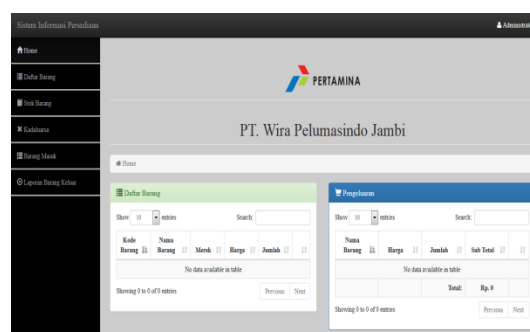 Sistem Informasi Persediaan
Administrator
Home
Daftar Barang
Stok Barang
Kadaluarsa
Barang Masuk
Laporan Barang Keluar
PERTAMINA
PT. Wira Pelumasindo Jambi
Home
Daftar Barang
Show 10 entries Search:
Kode Barang Nama Barang Merek Harga Jumlah
No data available in table
Showing 0 to 0 of 0 entries
Previous Next
Pengeluaran
Show 10 entries Search:
Nama Barang Harga Jumlah Sub Total
No data available in table
Total: Rp. 0
Showing 0 to 0 of 0 entries
Previous Next